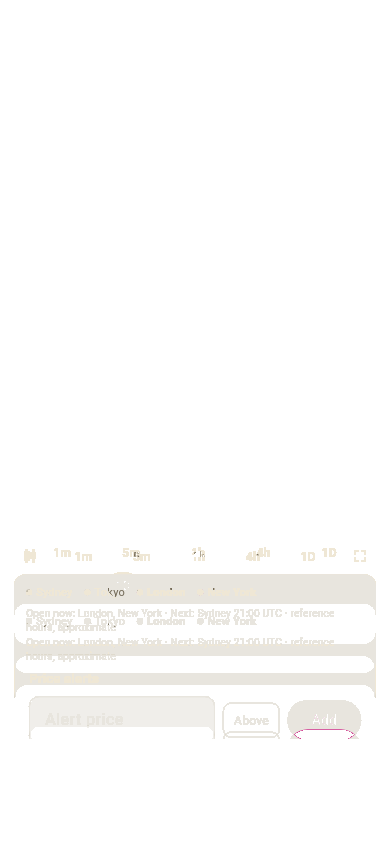 1m 5m 1h 4h 1D
1m 5m 1h 4h 1D
kyo
Open now: London, New York · Next: Sydney 21:00 UTC · reference
hours, approximate
Sydney Tokyo London New York
Open now: London, New York · Next: Sydney 21:00 UTC · reference
hours, approximate
Alert price
Above
Add